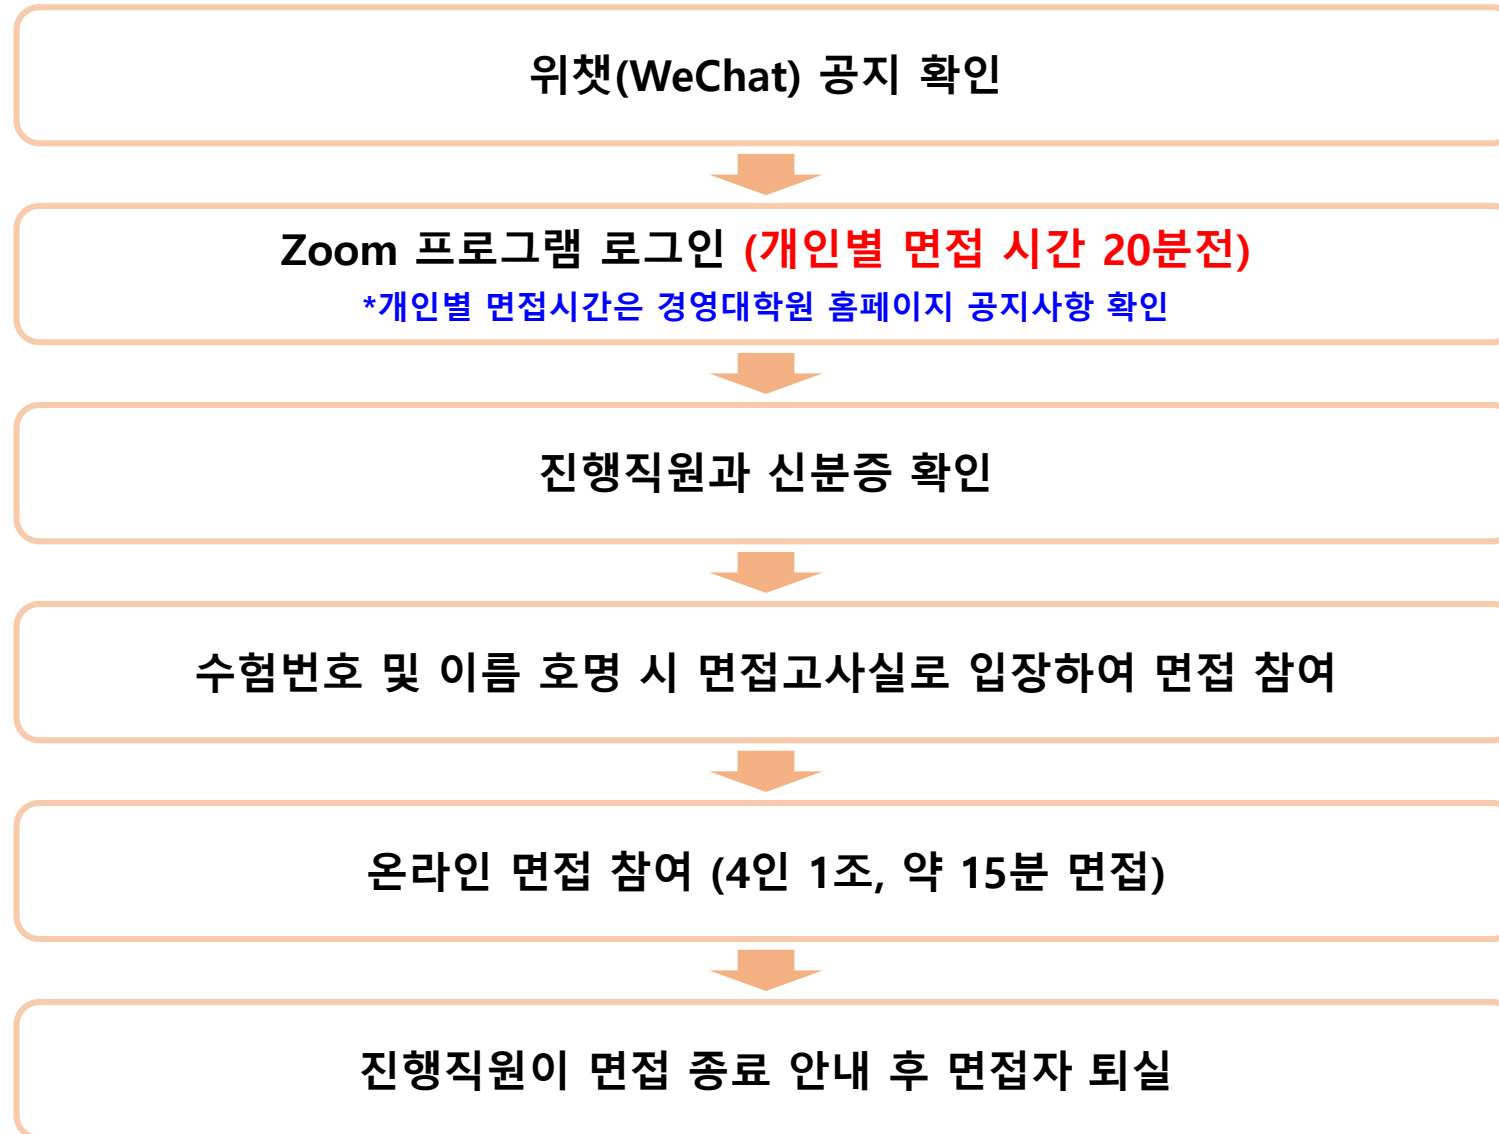 위챗(WeChat) 공지 확인
Zoom 프로그램 로그인 (개인별 면접 시간 20분전)
*개인별 면접시간은 경영대학원 홈페이지 공지사항 확인
진행직원과 신분증 확인
수험번호 및 이름 호명 시 면접고사실로 입장하여 면접 참여
온라인 면접 참여 (4인 1조, 약 15분 면접)
진행직원이 면접 종료 안내 후 면접자 퇴실